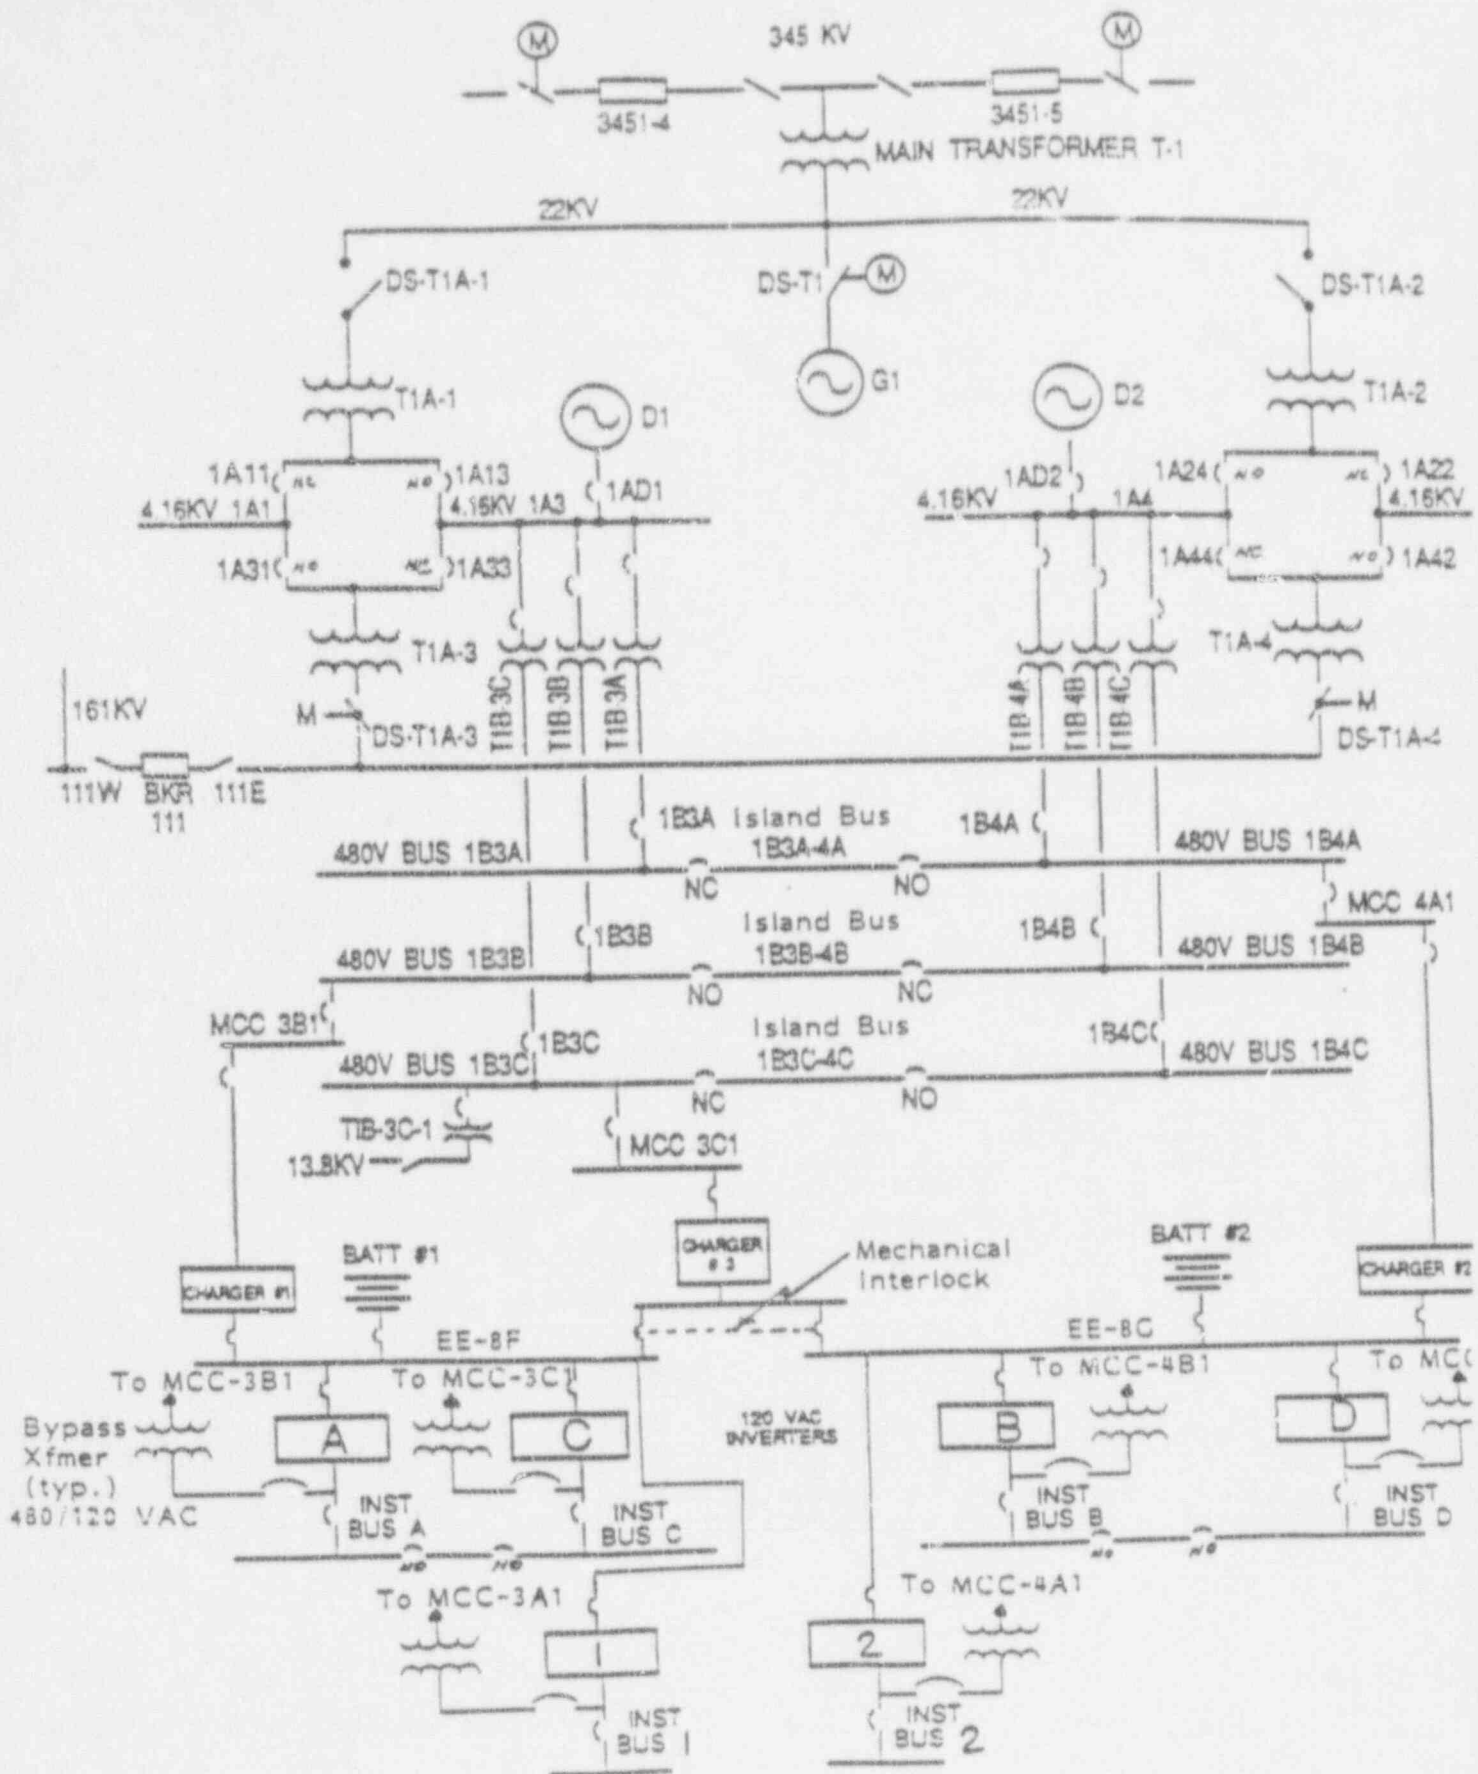 M
345 KV
M
3451-4
3451-5
MAIN TRANSFORMER T-1
22KV
22KV
DS-T1A-1
DS-T1
M
DS-T1A-2
T1A-1
D1
G1
D2
T1A-2
1A11
NC
NO
1A13
1AD1
1AD2
1A24
NO
NC
1A22
4.16KV 1A1
4.16KV 1A3
4.16KV
1A4
4.16KV
1A31
NO
NC
1A33
1A44
NC
NO
1A42
T1A-3
T1A-4
T1B-3C
T1B-3B
T1B-3A
T1B-4A
T1B-4B
T1B-4C
161KV
M
DS-T1A-3
M
DS-T1A-4
111W
BKR
111
111E
1B3A
Island Bus
1B3A-4A
1B4A
480V BUS 1B3A
480V BUS 1B4A
NC
NO
MCC 4A1
1B3B
Island Bus
1B3B-4B
1B4B
480V BUS 1B3B
480V BUS 1B4B
NO
NC
MCC 3B1
1B3C
Island Bus
1B3C-4C
1B4C
480V BUS 1B3C
480V BUS 1B4C
NC
NO
T1B-3C-1
13.8KV
MCC 3C1
BATT #1
CHARGER
#3
Mechanical
Interlock
BATT #2
CHARGER #1
CHARGER #2
EE-8F
EE-8G
To MCC-3B1
To MCC-3C1
To MCC-4B1
To MCC
Bypass
Xfmer
(typ.)
480/120 VAC
A
C
120 VAC
INVERTERS
B
D
INST
BUS A
INST
BUS C
INST
BUS B
INST
BUS D
NO
NO
NO
NO
To MCC-3A1
To MCC-4A1
1
2
INST
BUS 1
INST
BUS 2